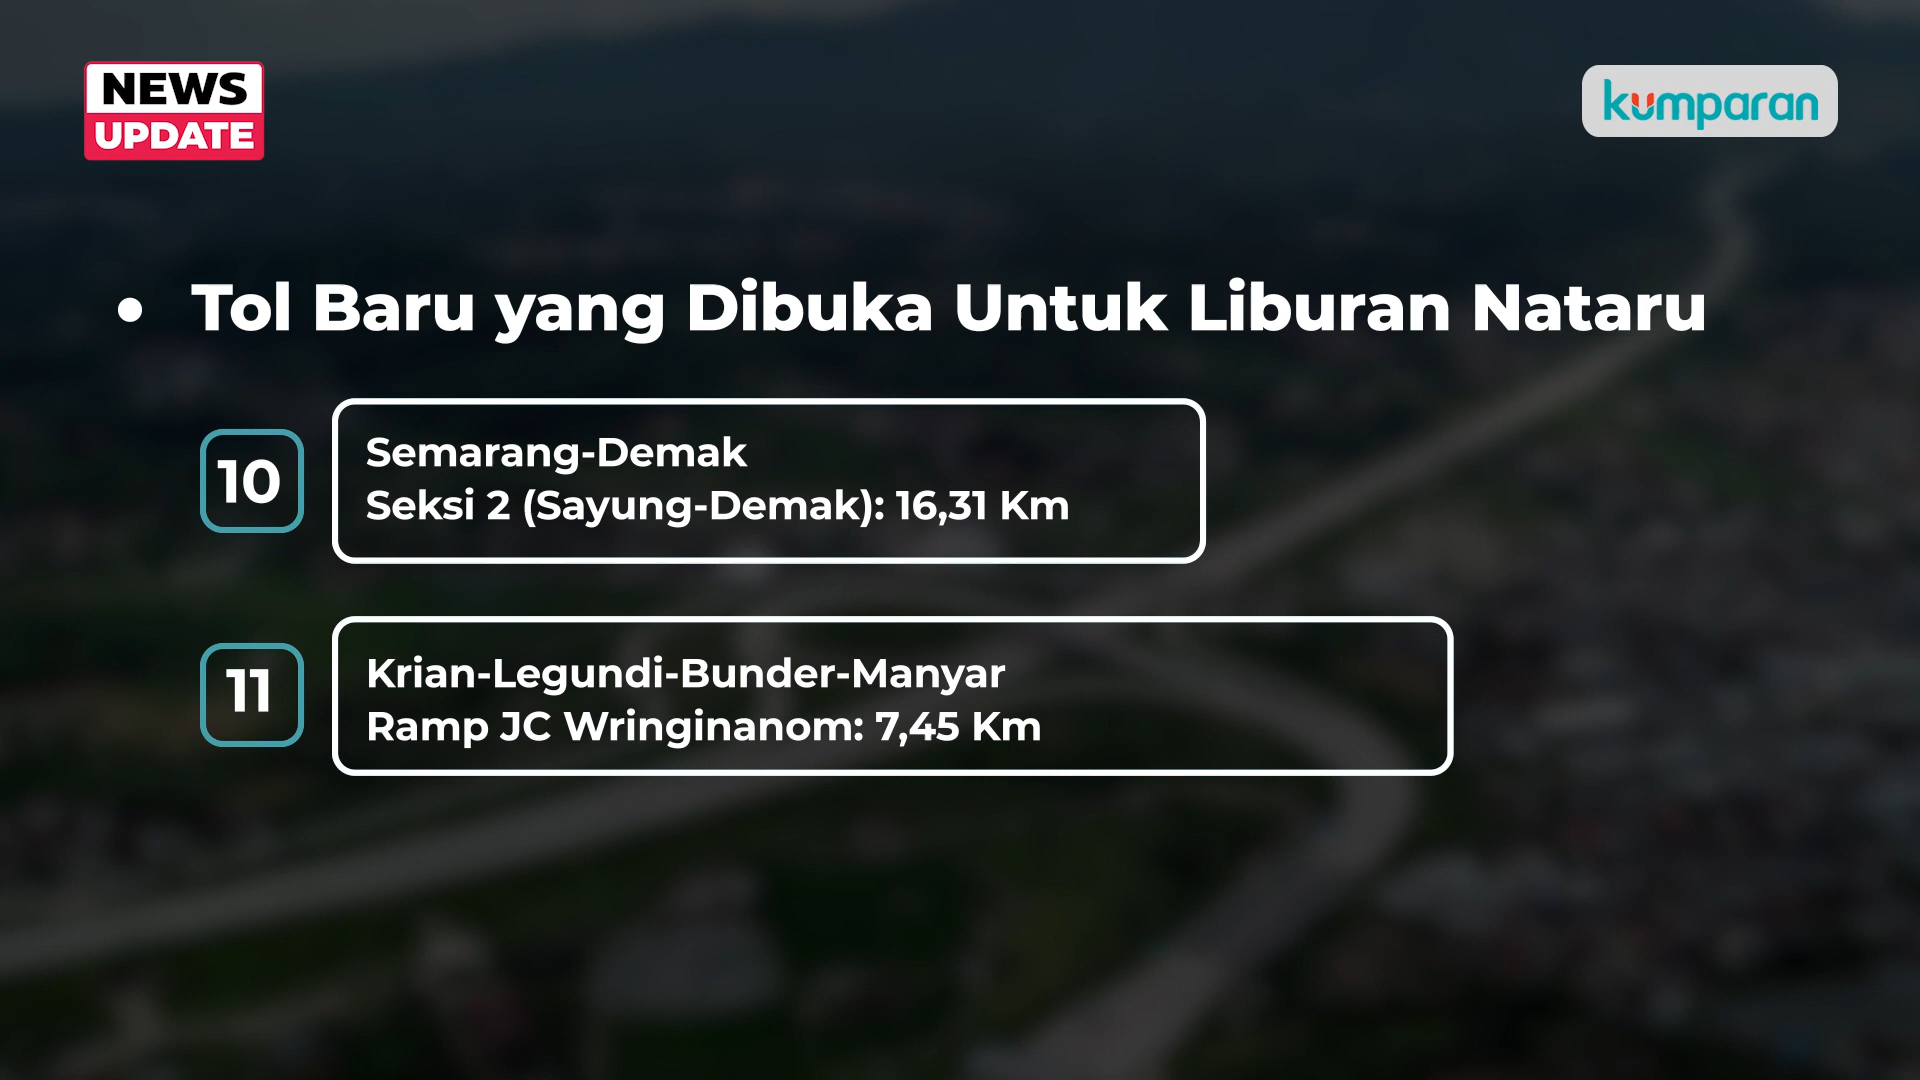 NEWS
UPDATE
kumparan
• Tol Baru yang Dibuka Untuk Liburan Nataru
10
Semarang-Demak
Seksi 2 (Sayung-Demak): 16,31 Km
11
Krian-Legundi-Bunder-Manyar
Ramp JC Wringinanom: 7,45 Km